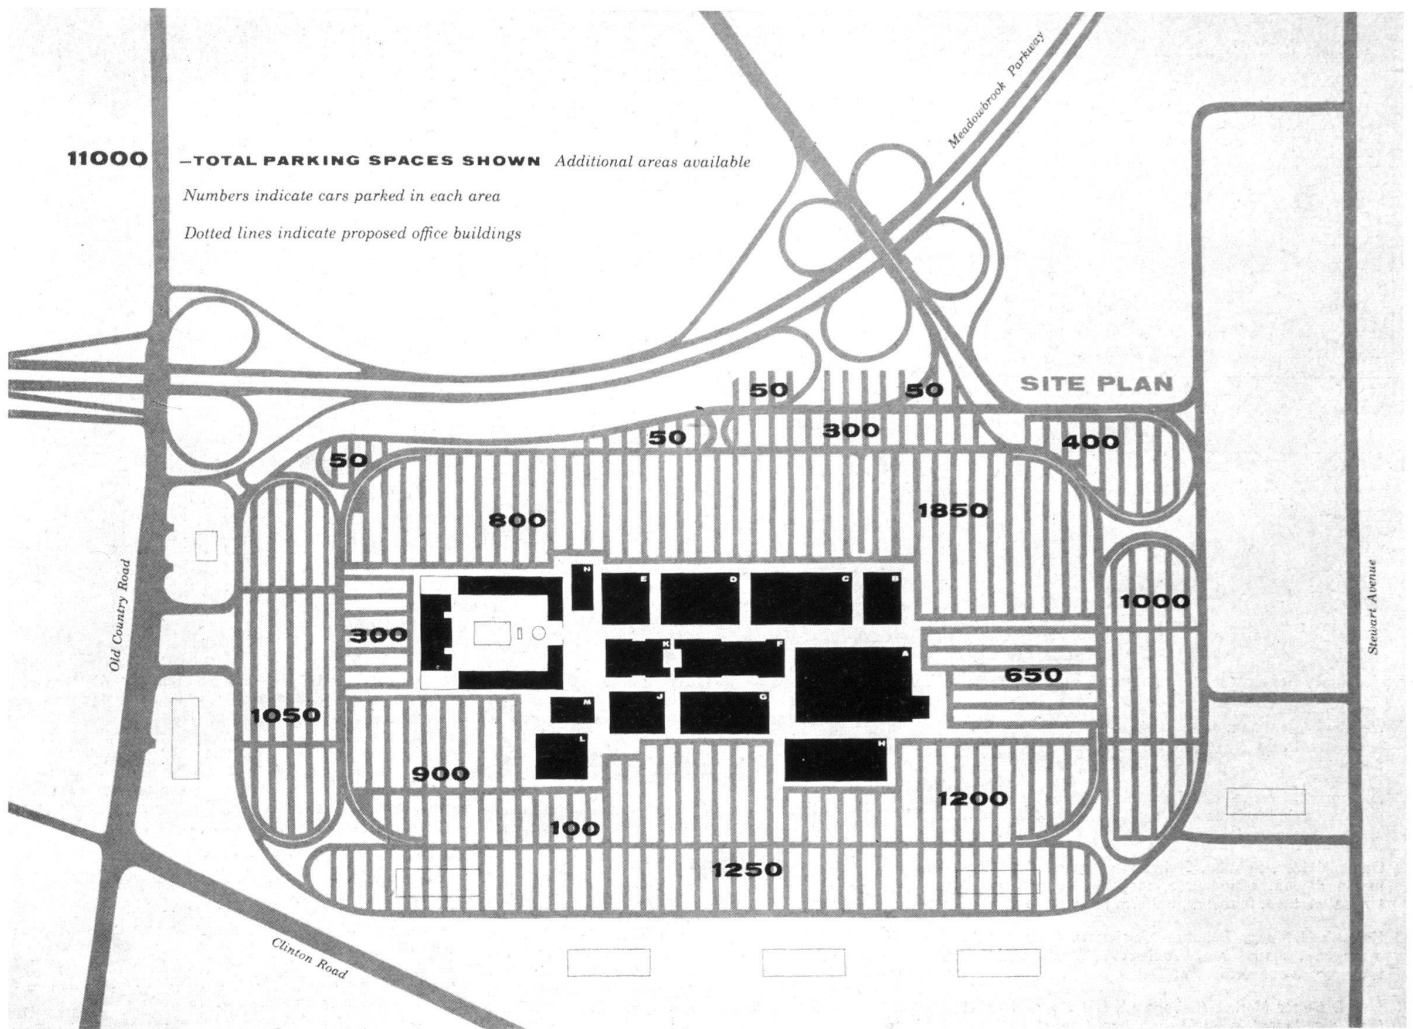 Meadowbrook Parkway
11000 —TOTAL PARKING SPACES SHOWN Additional areas available
Numbers indicate cars parked in each area
Dotted lines indicate proposed office buildings
SITE PLAN
50
50
50
300
400
50
800
1850
Old Country Road
Stewart Avenue
N
E
D
C
B
1000
300
K
F
A
650
1050
M
J
G
L
H
900
1200
100
1250
Clinton Road